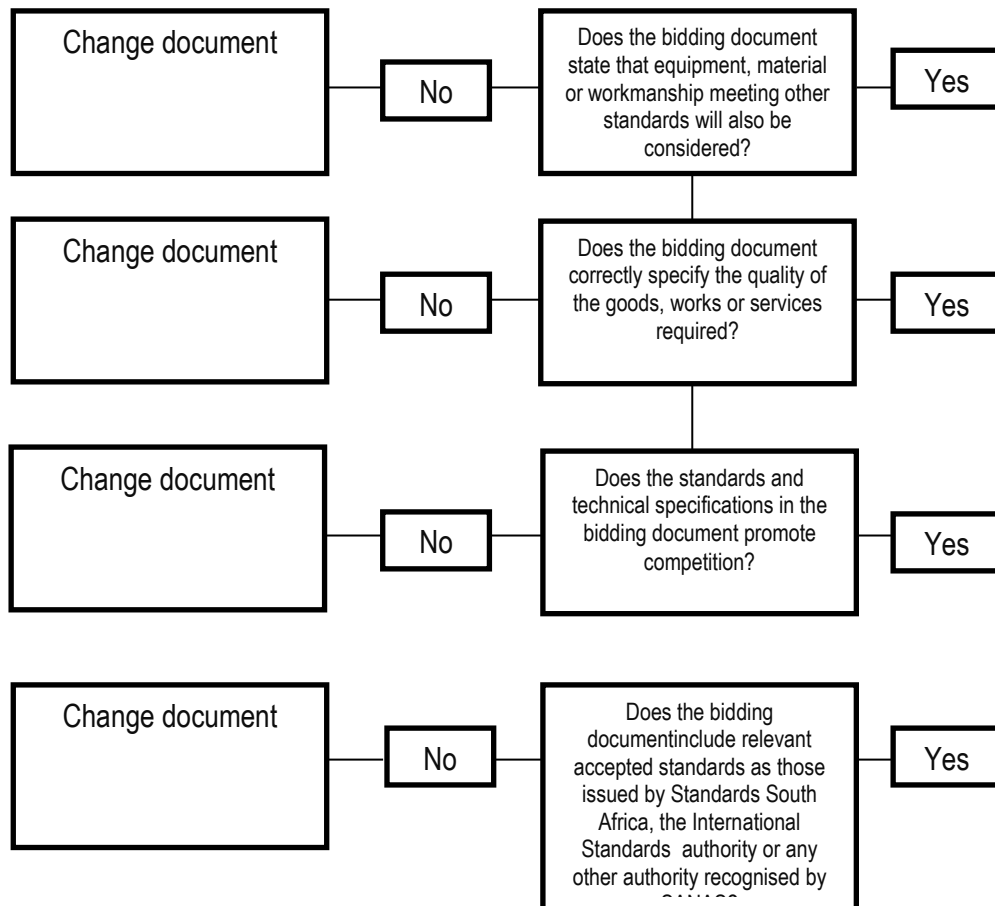 Change document
No
Does the bidding document
state that equipment, material
or workmanship meeting other
standards will also be
considered?
Yes
Change document
No
Does the bidding document
correctly specify the quality of
the goods, works or services
required?
Yes
Change document
No
Does the standards and
technical specifications in the
bidding document promote
competition?
Yes
Change document
No
Does the bidding
documentinclude relevant
accepted standards as those
issued by Standards South
Africa, the International
Standards authority or any
other authority recognised by
Yes